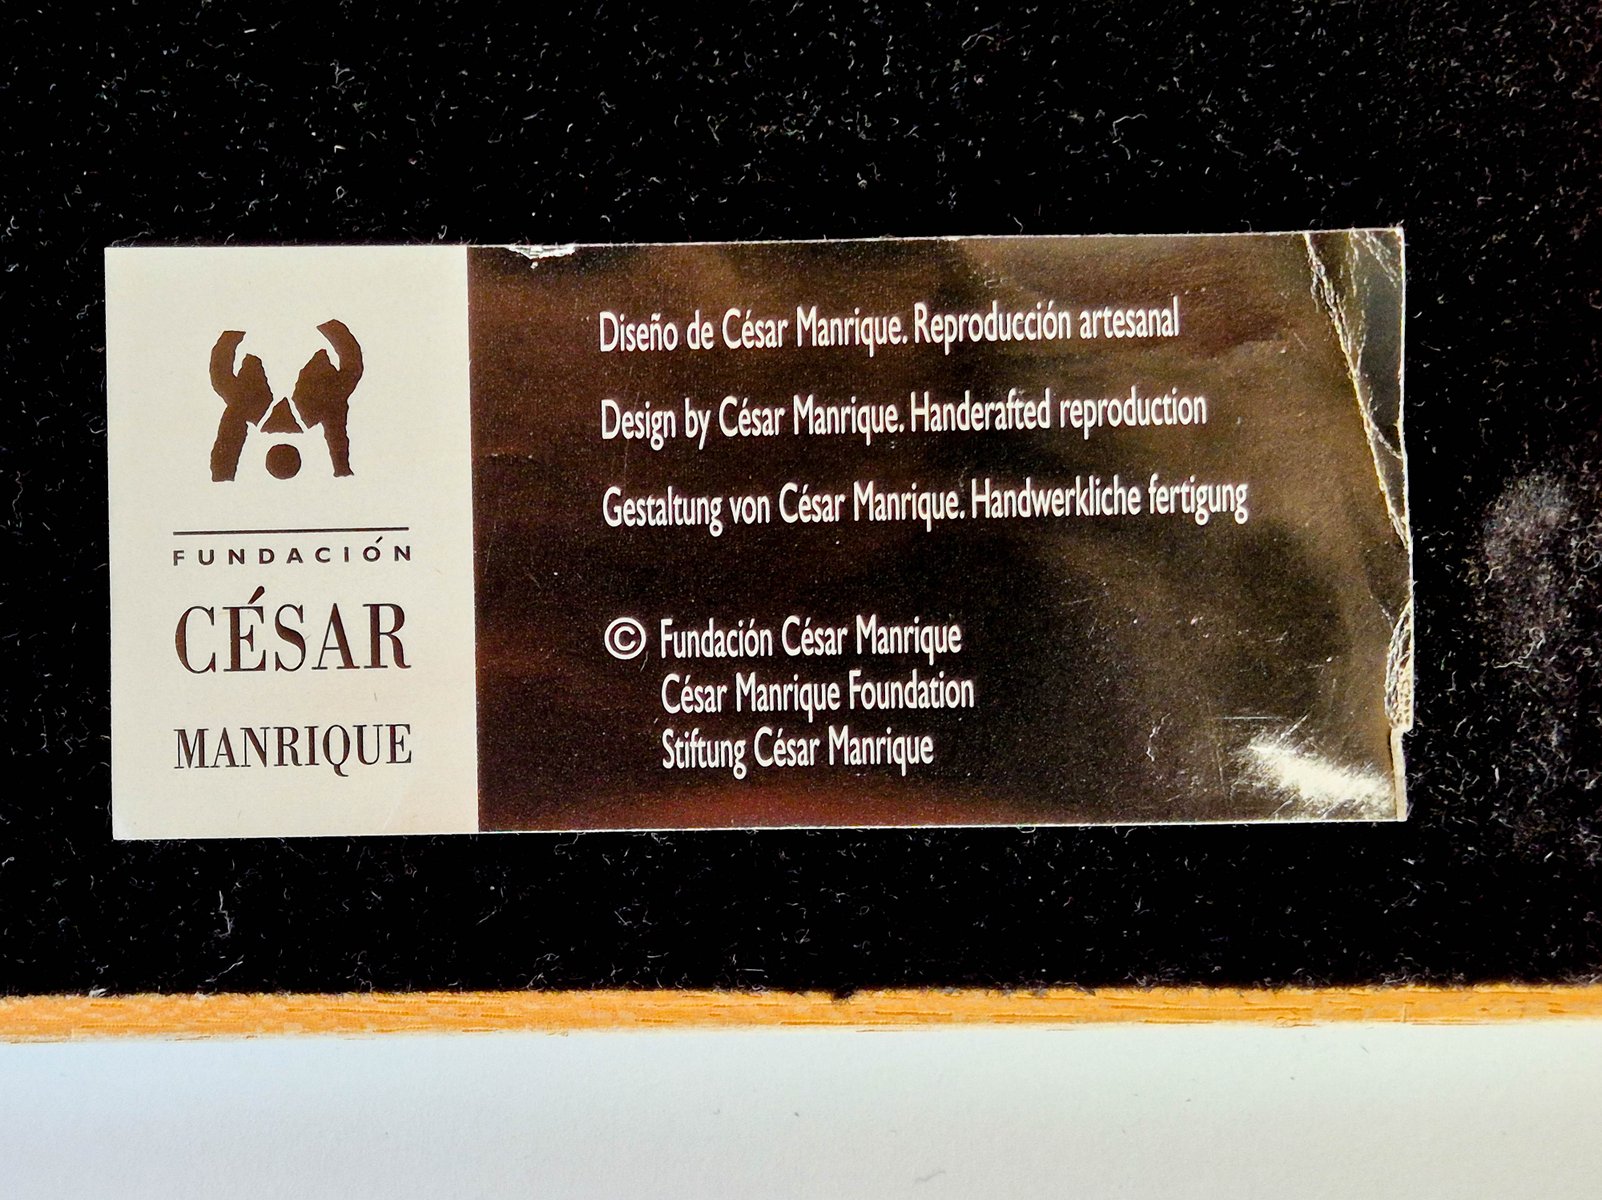 FUNDACIÓN
CÉSAR
MANRIQUE
Diseño de César Manrique. Reproducción artesanal
Design by César Manrique. Handerafted reproduction
Gestaltung von César Manrique. Handwerkliche fertigung
© Fundación César Manrique
César Manrique Foundation
Stiftung César Manrique